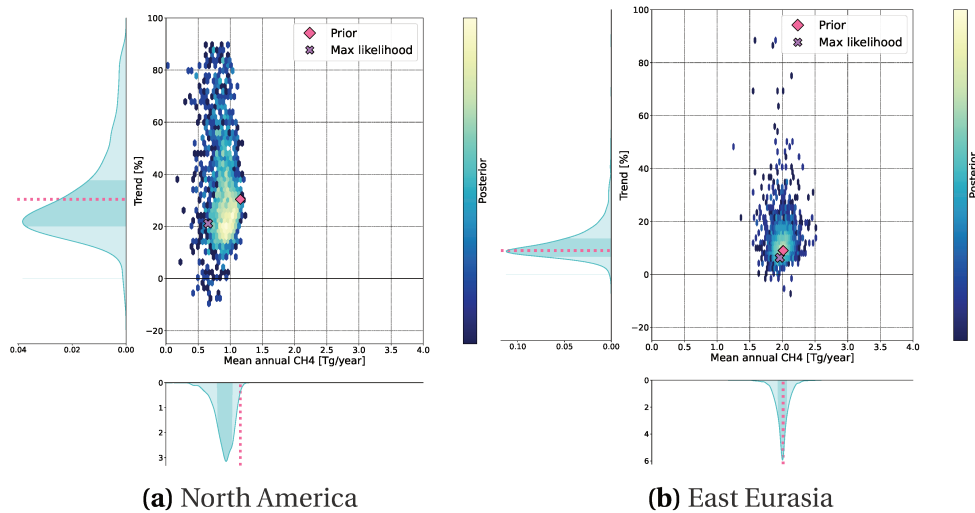 100
80
60
40
20
0
−20
Trend [%]
Prior
Max likelihood
Posterior
0.04 0.02 0.00
0.0 0.5 1.0 1.5 2.0 2.5 3.0 3.5 4.0
Mean annual CH4 [Tg/year]
0
1
2
3
(a) North America
100
80
60
40
20
0
−20
Trend [%]
Prior
Max likelihood
Posterior
0.10 0.05 0.00
0.0 0.5 1.0 1.5 2.0 2.5 3.0 3.5 4.0
Mean annual CH4 [Tg/year]
0
2
4
6
(b) East Eurasia